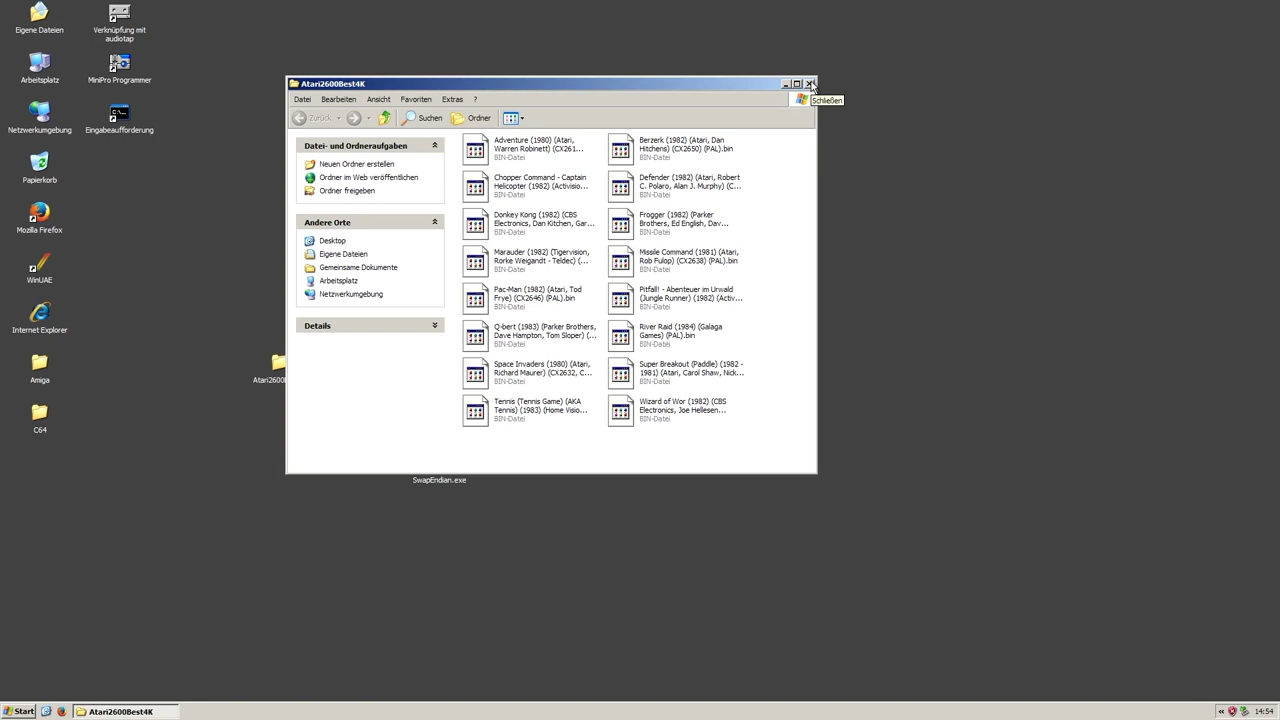 Eigene Dateien
Verknüpfung mit
audiotap
Arbeitsplatz
MiniPro Programmer
Netzwerkumgebung
Eingabeaufforderung
Papierkorb
Mozilla Firefox
WinUAE
Internet Explorer
Amiga
C64
Atari2600Best4K
Schließen
Datei
Bearbeiten
Ansicht
Favoriten
Extras
?
Zurück
Suchen
Ordner
Datei- und Ordneraufgaben
Neuen Ordner erstellen
Ordner im Web veröffentlichen
Ordner freigeben
Andere Orte
Desktop
Eigene Dateien
Gemeinsame Dokumente
Arbeitsplatz
Netzwerkumgebung
Details
Adventure (1980) (Atari,
Warren Robinett) (CX261...
BIN-Datei
Berzerk (1982) (Atari, Dan
Hitchens) (CX2650) (PAL).bin
BIN-Datei
Chopper Command - Captain
Helicopter (1982) (Activisio...
BIN-Datei
Defender (1982) (Atari, Robert
C. Polaro, Alan J. Murphy) (C...
BIN-Datei
Donkey Kong (1982) (CBS
Electronics, Dan Kitchen, Gar...
BIN-Datei
Frogger (1982) (Parker
Brothers, Ed English, Dav...
BIN-Datei
Marauder (1982) (Tigervision,
Rorke Weigandt - Teldec) (...
BIN-Datei
Missile Command (1981) (Atari,
Rob Fulop) (CX2638) (PAL).bin
BIN-Datei
Pac-Man (1982) (Atari, Tod
Frye) (CX2646) (PAL).bin
BIN-Datei
Pitfall! - Abenteuer im Urwald
(Jungle Runner) (1982) (Activ...
BIN-Datei
Q-bert (1983) (Parker Brothers,
Dave Hampton, Tom Sloper) (...
BIN-Datei
River Raid (1984) (Galaga
Games) (PAL).bin
BIN-Datei
Space Invaders (1980) (Atari,
Richard Maurer) (CX2632, C...
BIN-Datei
Super Breakout (Paddle) (1982 -
1981) (Atari, Carol Shaw, Nick...
BIN-Datei
Tennis (Tennis Game) (AKA
Tennis) (1983) (Home Visio...
BIN-Datei
Wizard of Wor (1982) (CBS
Electronics, Joe Hellesen...
BIN-Datei
Atari2600
SwapEndian.exe
Start
Atari2600Best4K
14:54